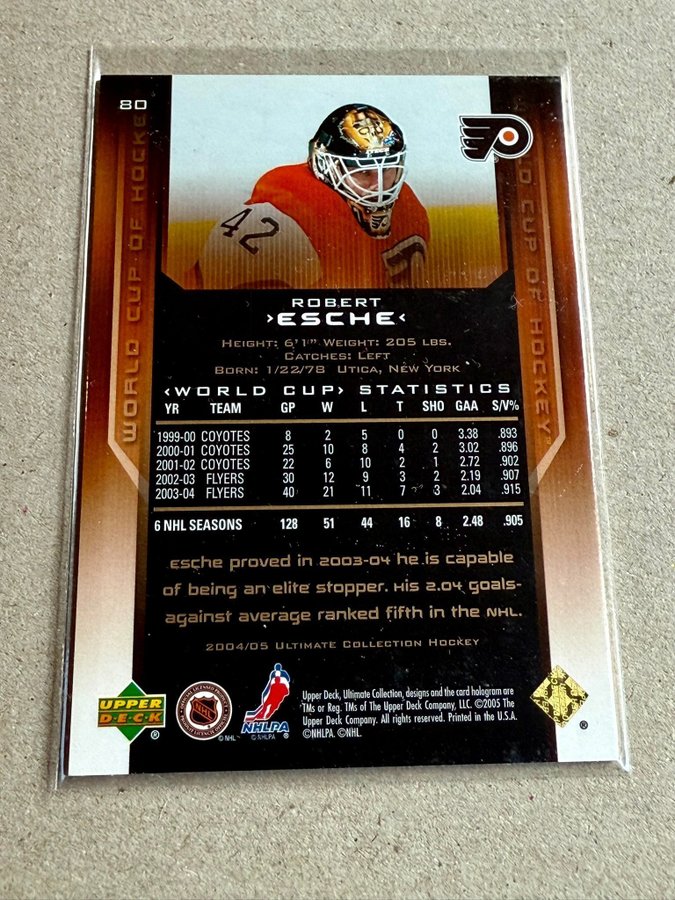 80
WORLD CUP OF HOCKEY
42
ROBERT
›ESCHE‹
HEIGHT: 6'1" WEIGHT: 205 LBS.
CATCHES: LEFT
BORN: 1/22/78 UTICA, NEW YORK
‹WORLD CUP› STATISTICS
YR TEAM GP W L T SHO GAA S/V%
1999-00 COYOTES 8 2 5 0 0 3.38 .893
2000-01 COYOTES 25 10 8 4 2 3.02 .896
2001-02 COYOTES 22 6 10 2 1 2.72 .902
2002-03 FLYERS 30 12 9 3 2 2.19 .907
2003-04 FLYERS 40 21 11 7 3 2.04 .915
6 NHL SEASONS 128 51 44 16 8 2.48 .905
Esche proved in 2003-04 he is capable
of being an elite stopper. His 2.04 goals-
against average ranked fifth in the NHL.
2004/05 ULTIMATE COLLECTION HOCKEY
UPPER
DECK
®
NHL
© NHL
NHLPA
© NHLPA
Upper Deck, Ultimate Collection, designs and the card hologram are
TMs or Reg. TMs of The Upper Deck Company, LLC. ©2005 The
Upper Deck Company. All rights reserved. Printed in the U.S.A.
©NHLPA. ©NHL.
®